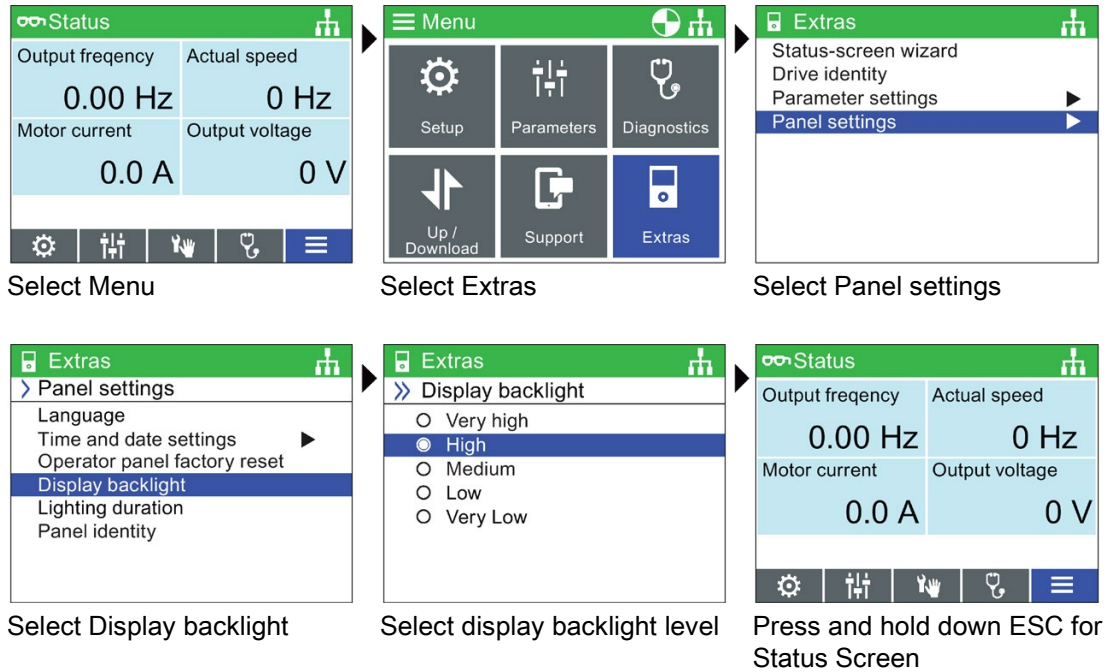 Status
Output freqency Actual speed
0.00 Hz 0 Hz
Motor current Output voltage
0.0 A 0 V
Select Menu
Menu
Setup Parameters Diagnostics
Up / Download Support Extras
Select Extras
Extras
Status-screen wizard
Drive identity
Parameter settings
Panel settings
Select Panel settings
Extras
Panel settings
Language
Time and date settings
Operator panel factory reset
Display backlight
Lighting duration
Panel identity
Select Display backlight
Extras
Display backlight
Very high
High
Medium
Low
Very Low
Select display backlight level
Status
Output freqency Actual speed
0.00 Hz 0 Hz
Motor current Output voltage
0.0 A 0 V
Press and hold down ESC for
Status Screen